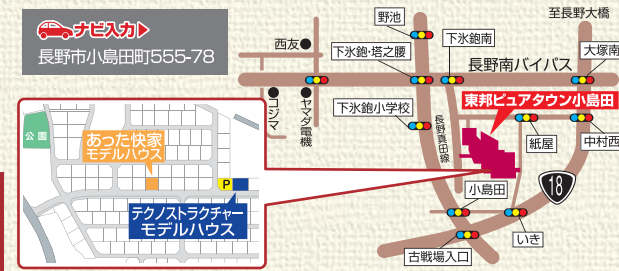 ナビ入力▶
長野市小島田町555-78
野池
至長野大橋
西友
下氷鉋・塔之腰
下氷鉋南
長野南バイパス
大塚南
コジマ
ヤマダ電機
下氷鉋小学校
長野真田線
東邦ピュアタウン小島田
紙屋
中村西
小島田
18
いき
古戦場入口
公園
あった快家
モデルハウス
P
テクノストラクチャー
モデルハウス